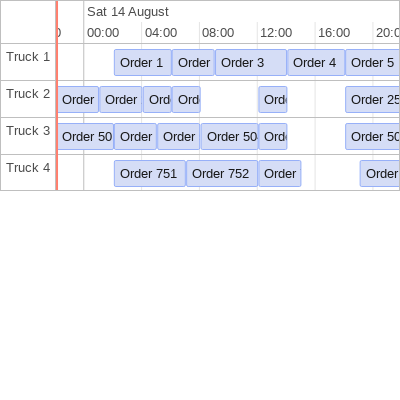 Sat 14 August
0 00:00 04:00 08:00 12:00 16:00 20:0
Truck 1 Order 1 Order Order 3 Order 4 Order 5
Truck 2 Order Order Ord Ord Ord Order 25
Truck 3 Order 50 Order Order Order 50 Ord Order 50
Truck 4 Order 751 Order 752 Order Order